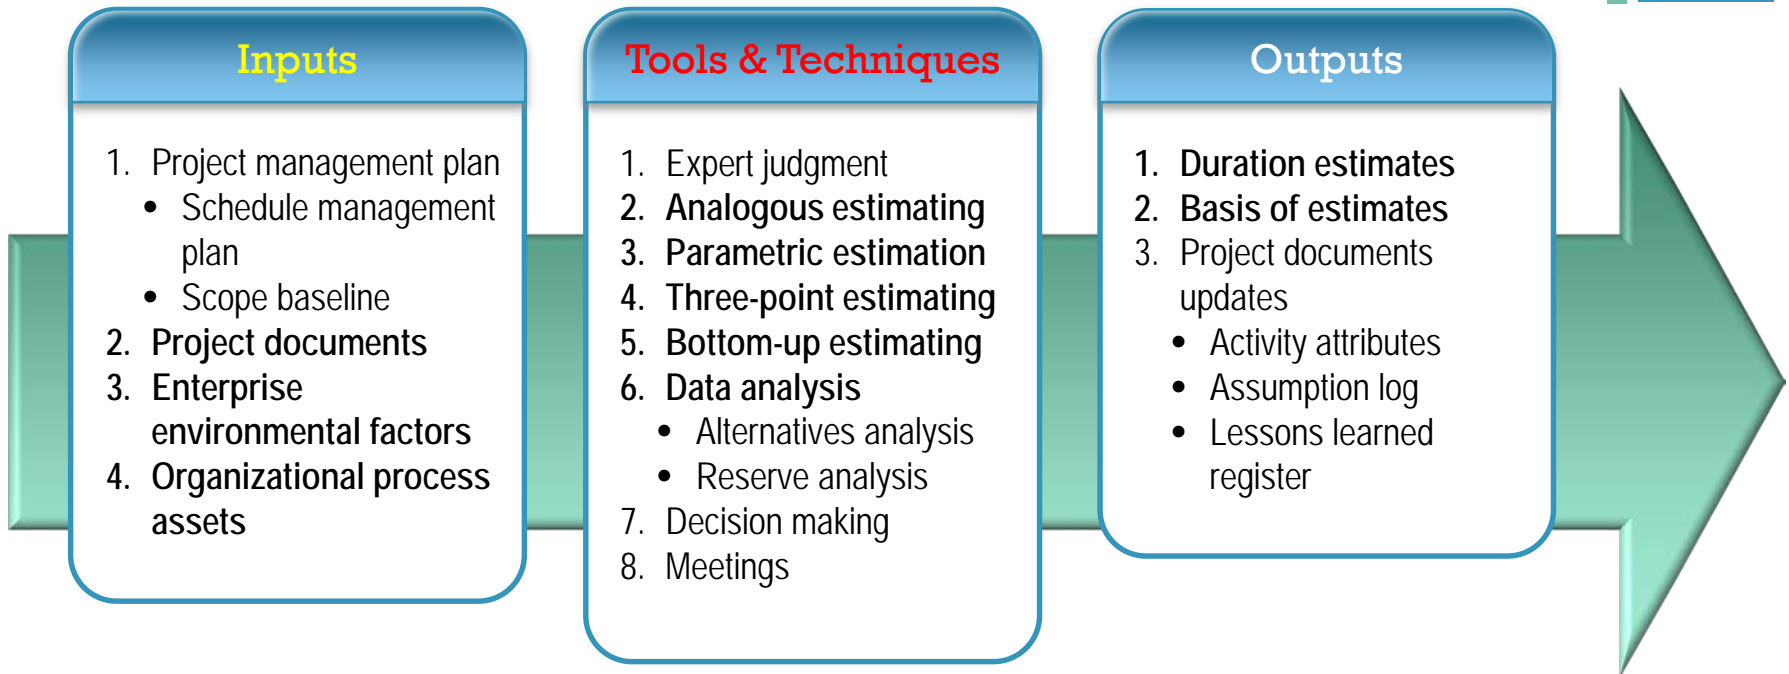 Inputs
1. Project management plan
• Schedule management
plan
• Scope baseline
2. Project documents
3. Enterprise
environmental factors
4. Organizational process
assets
Tools & Techniques
1. Expert judgment
2. Analogous estimating
3. Parametric estimation
4. Three-point estimating
5. Bottom-up estimating
6. Data analysis
• Alternatives analysis
• Reserve analysis
7. Decision making
8. Meetings
Outputs
1. Duration estimates
2. Basis of estimates
3. Project documents
updates
• Activity attributes
• Assumption log
• Lessons learned
register